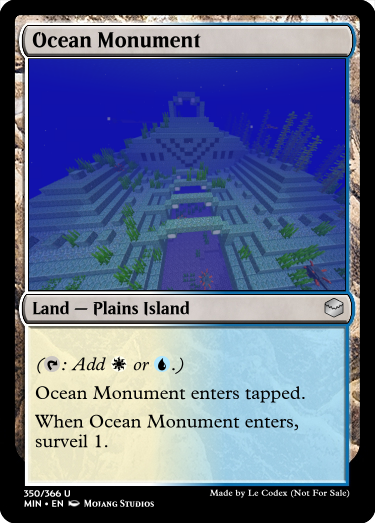 Ocean Monument
Land — Plains Island
(: Add or .)
Ocean Monument enters tapped.
When Ocean Monument enters,
surveil 1.
350/366 U
MIN • EN Mojang Studios
Made by Le Codex (Not For Sale)